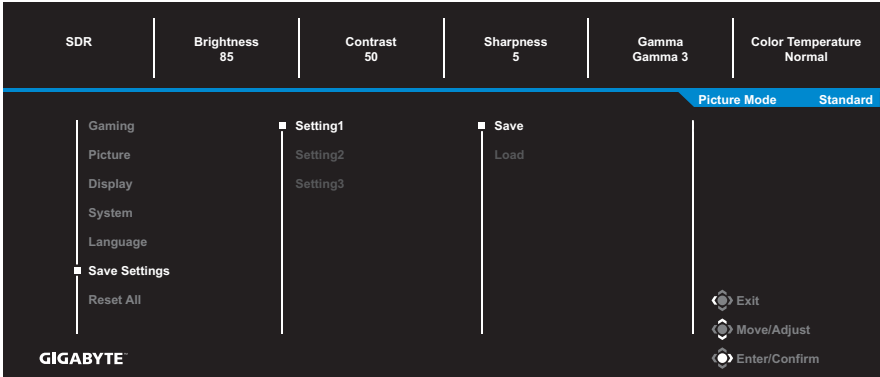 SDR
Brightness
85
Contrast
50
Sharpness
5
Gamma
Gamma 3
Color Temperature
Normal
Picture Mode Standard
Gaming
Picture
Display
System
Language
Save Settings
Reset All
Setting1
Setting2
Setting3
Save
Load
Exit
Move/Adjust
Enter/Confirm
GIGABYTE™